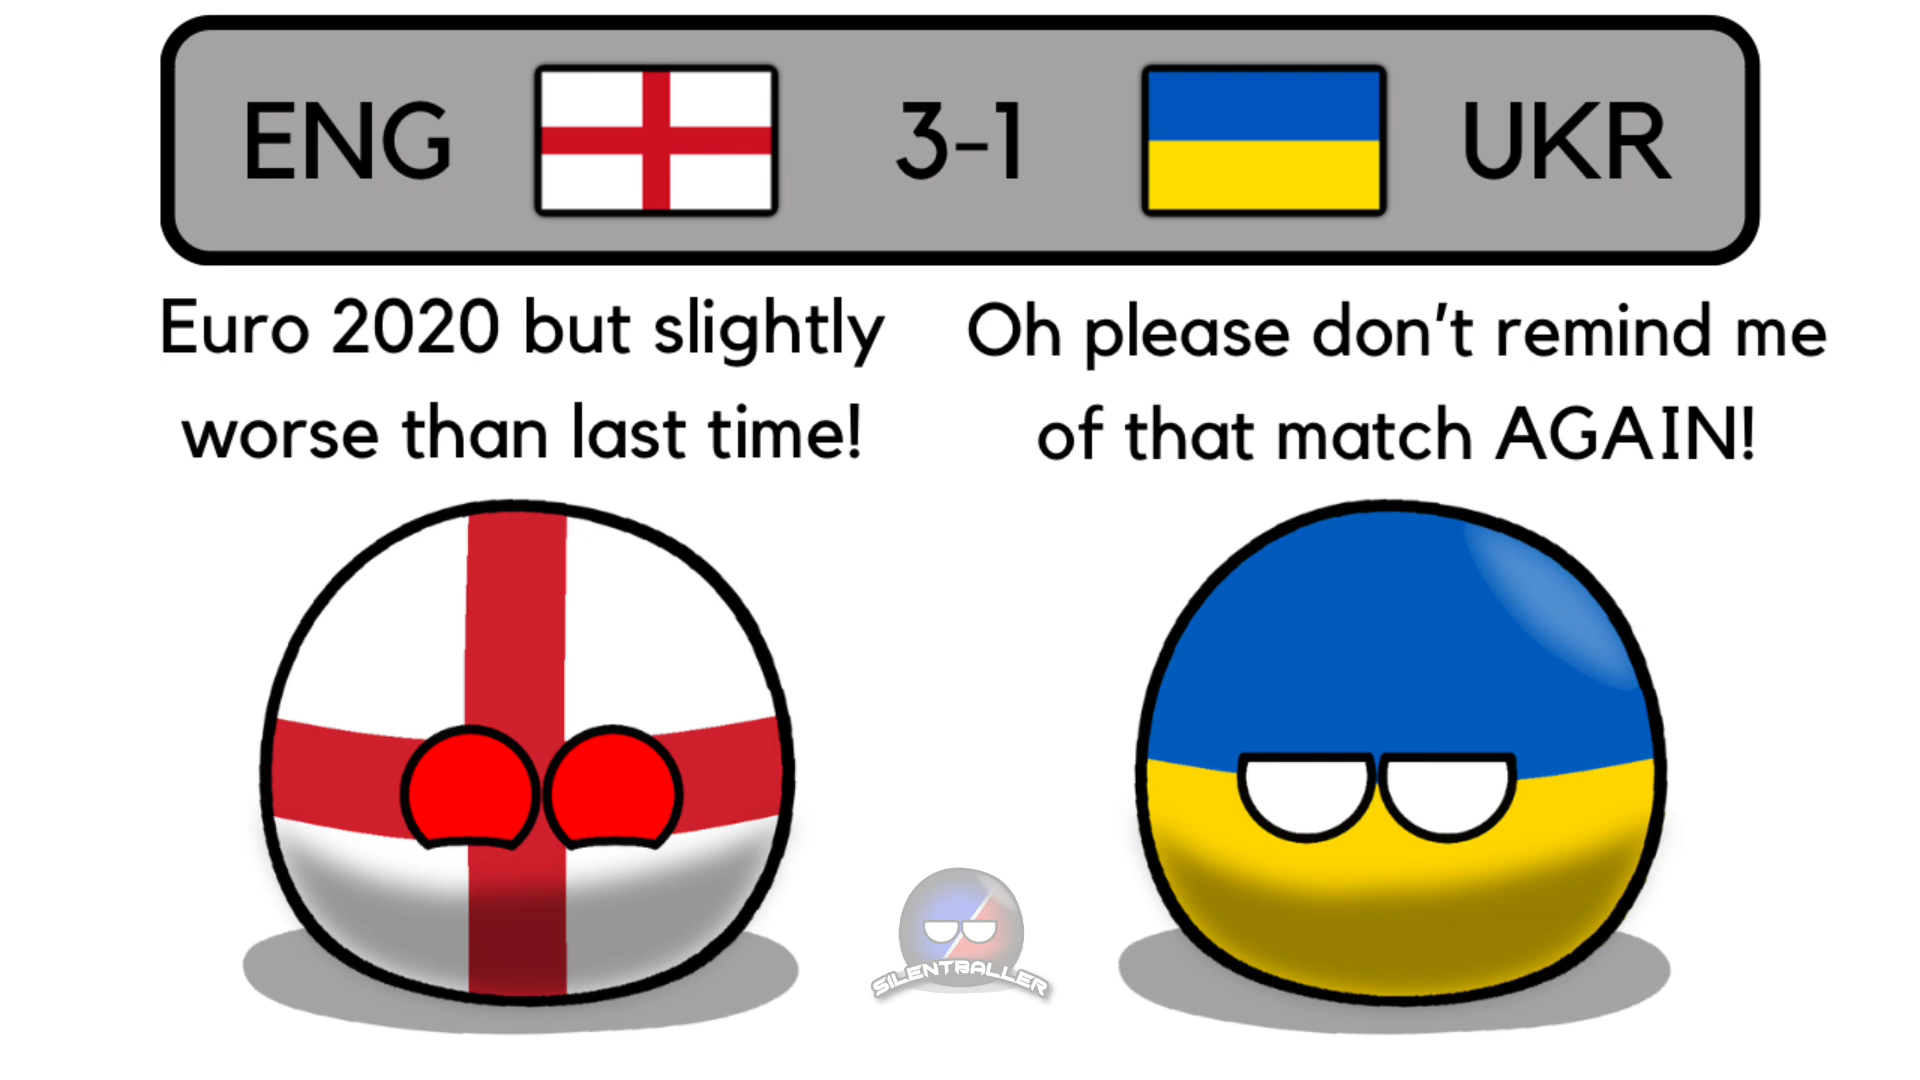 ENG 3-1 UKR
Euro 2020 but slightly
worse than last time!
Oh please don't remind me
of that match AGAIN!
SILENTBALLER